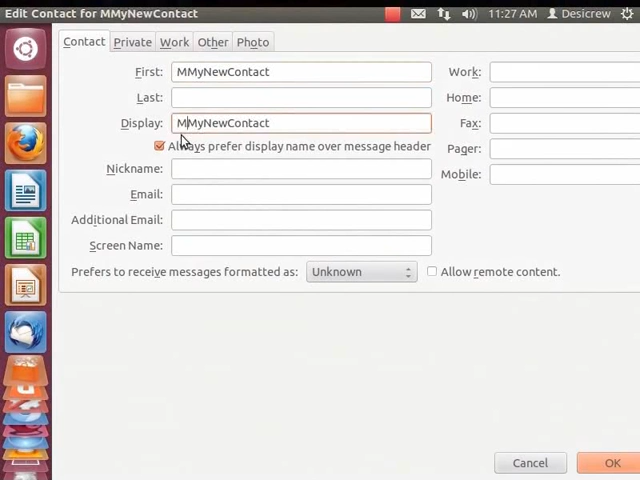 Edit Contact for MMyNewContact 11:27 AM Desicrew
Contact Private Work Other Photo
First: MMyNewContact Work:
Last: Home:
Display: MMyNewContact Fax:
Always prefer display name over message header Pager:
Nickname: Mobile:
Email:
Additional Email:
Screen Name:
Prefers to receive messages formatted as: Unknown Allow remote content.
Cancel OK